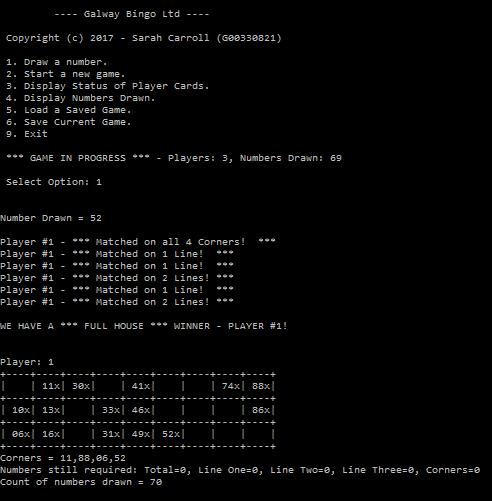 ---- Galway Bingo Ltd ----
Copyright (c) 2017 - Sarah Carroll (G00330821)
1. Draw a number.
2. Start a new game.
3. Display Status of Player Cards.
4. Display Numbers Drawn.
5. Load a Saved Game.
6. Save Current Game.
9. Exit
*** GAME IN PROGRESS *** - Players: 3, Numbers Drawn: 69
Select Option: 1
Number Drawn = 52
Player #1 - *** Matched on all 4 Corners!  ***
Player #1 - *** Matched on 1 Line!  ***
Player #1 - *** Matched on 1 Line!  ***
Player #1 - *** Matched on 2 Lines! ***
Player #1 - *** Matched on 1 Line!  ***
Player #1 - *** Matched on 2 Lines! ***
WE HAVE A *** FULL HOUSE *** WINNER - PLAYER #1!
Player: 1
+----+----+----+----+----+----+----+----+----+
|    | 11x| 30x|    | 41x|    |    | 74x| 88x|
+----+----+----+----+----+----+----+----+----+
| 10x| 13x|    | 33x| 46x|    |    |    | 86x|
+----+----+----+----+----+----+----+----+----+
| 06x| 16x|    | 31x| 49x| 52x|    |    |    |
+----+----+----+----+----+----+----+----+----+
Corners = 11,88,06,52
Numbers still required: Total=0, Line One=0, Line Two=0, Line Three=0, Corners=0
Count of numbers drawn = 70